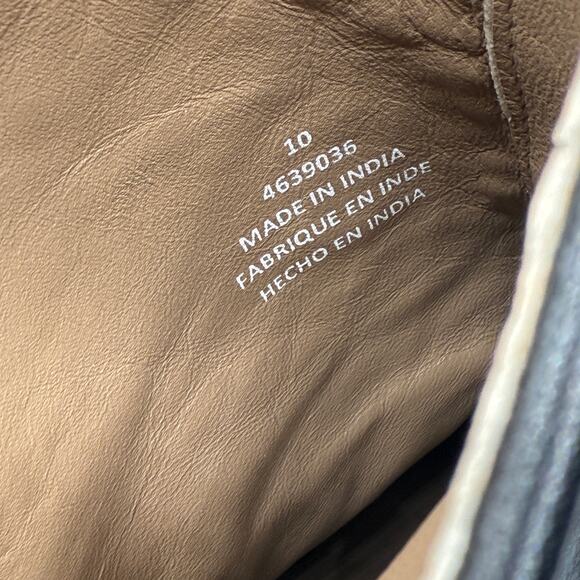 10
4639036
MADE IN INDIA
FABRIQUE EN INDE
HECHO EN INDIA